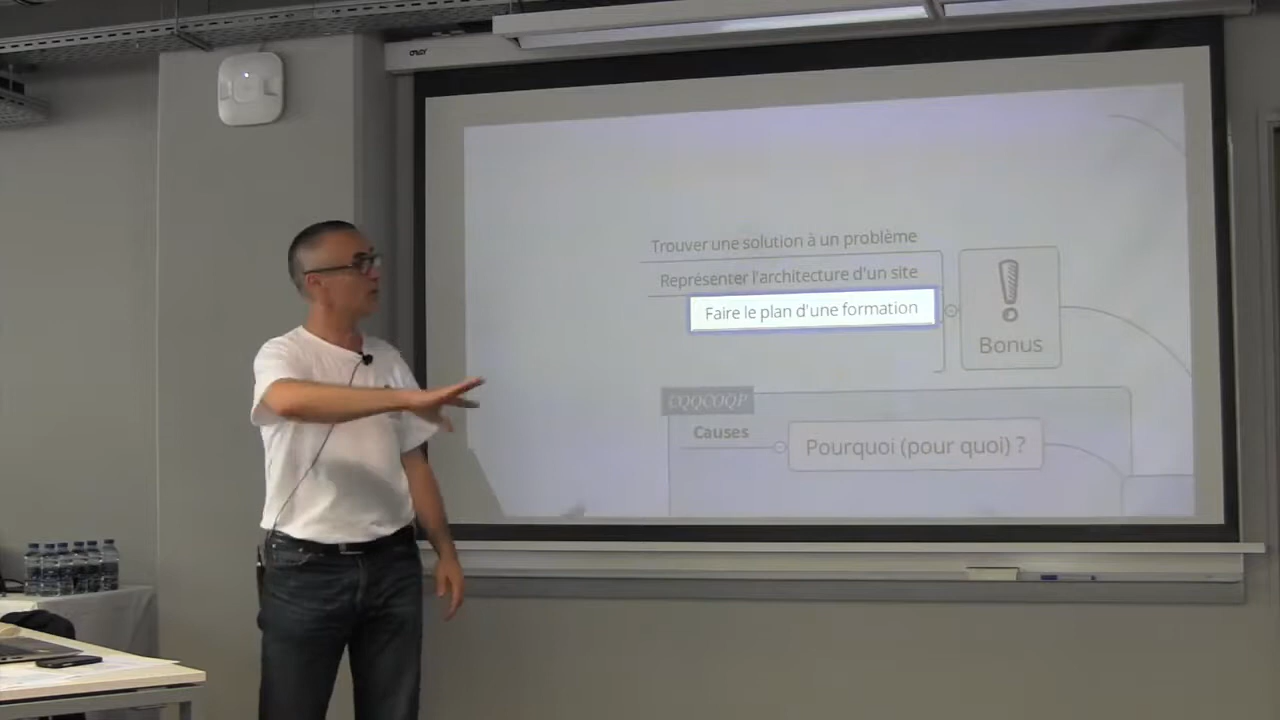 Trouver une solution à un problème
Représenter l'architecture d'un site
Faire le plan d'une formation
Bonus
CQQCOQP
Causes
Pourquoi (pour quoi) ?